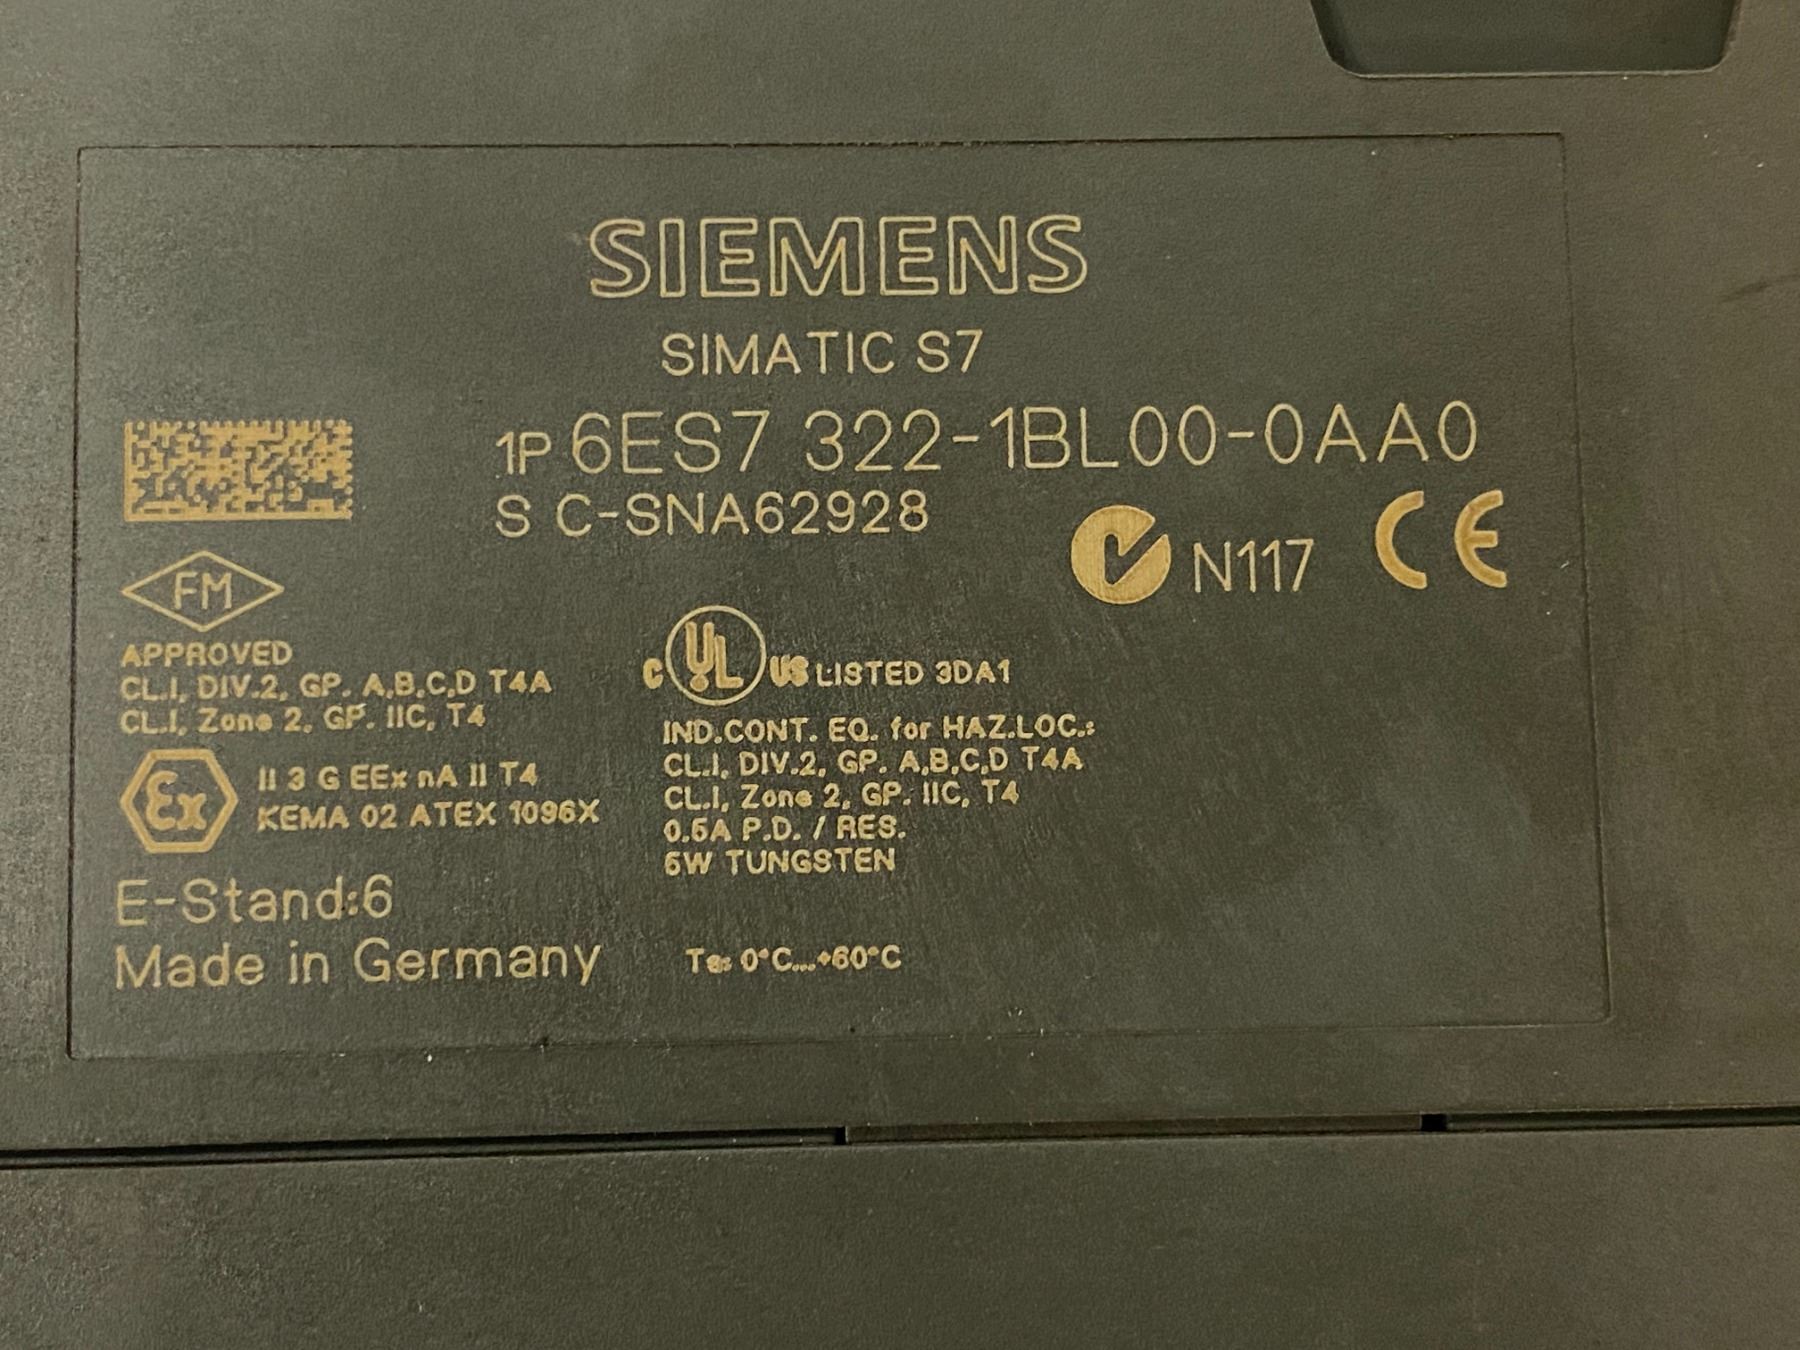 SIEMENS
SIMATIC S7
1P 6ES7 322-1BL00-0AA0
S C-SNA62928
N117 CE
FM
APPROVED
CL.I, DIV.2, GP. A,B,C,D T4A
CL.I, Zone 2, GP. IIC, T4
Ex
II 3 G EEx nA II T4
KEMA 02 ATEX 1096X
C UL US LISTED 3DA1
IND.CONT. EQ. for HAZ.LOC.:
CL.I, DIV.2, GP. A,B,C,D T4A
CL.I, Zone 2, GP. IIC, T4
0.5A P.D. / RES.
5W TUNGSTEN
E-Stand:6
Made in Germany
Ta: 0°C...+60°C